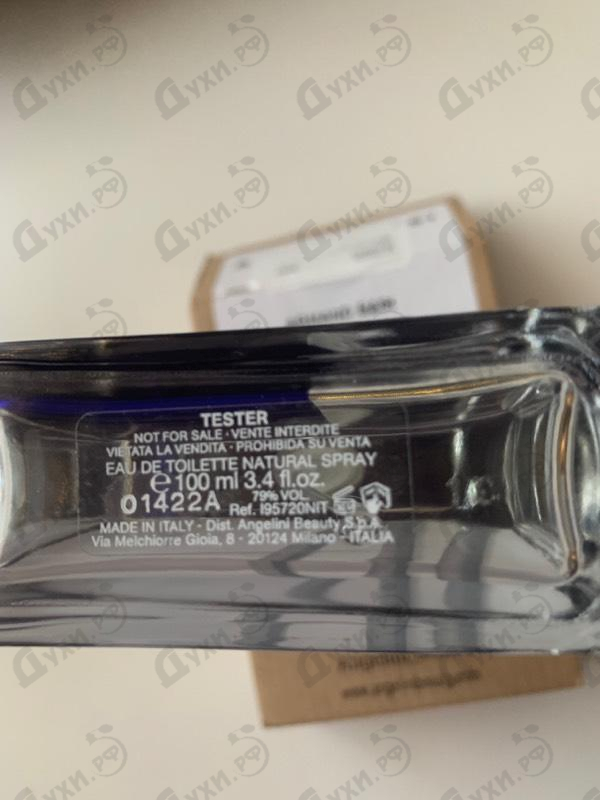 TESTER
NOT FOR SALE - VENTE INTERDITE
VIETATA LA VENDITA - PROHIBIDA SU VENTA
EAU DE TOILETTE NATURAL SPRAY
℮ 100 ml 3.4 fl.oz.
79% VOL
01422A Ref. I95720NIT
MADE IN ITALY - Dist. Angelini Beauty S.p.A.
Via Melchiorre Gioia, 8 - 20124 Milano - ITALIA
Духи.РФ